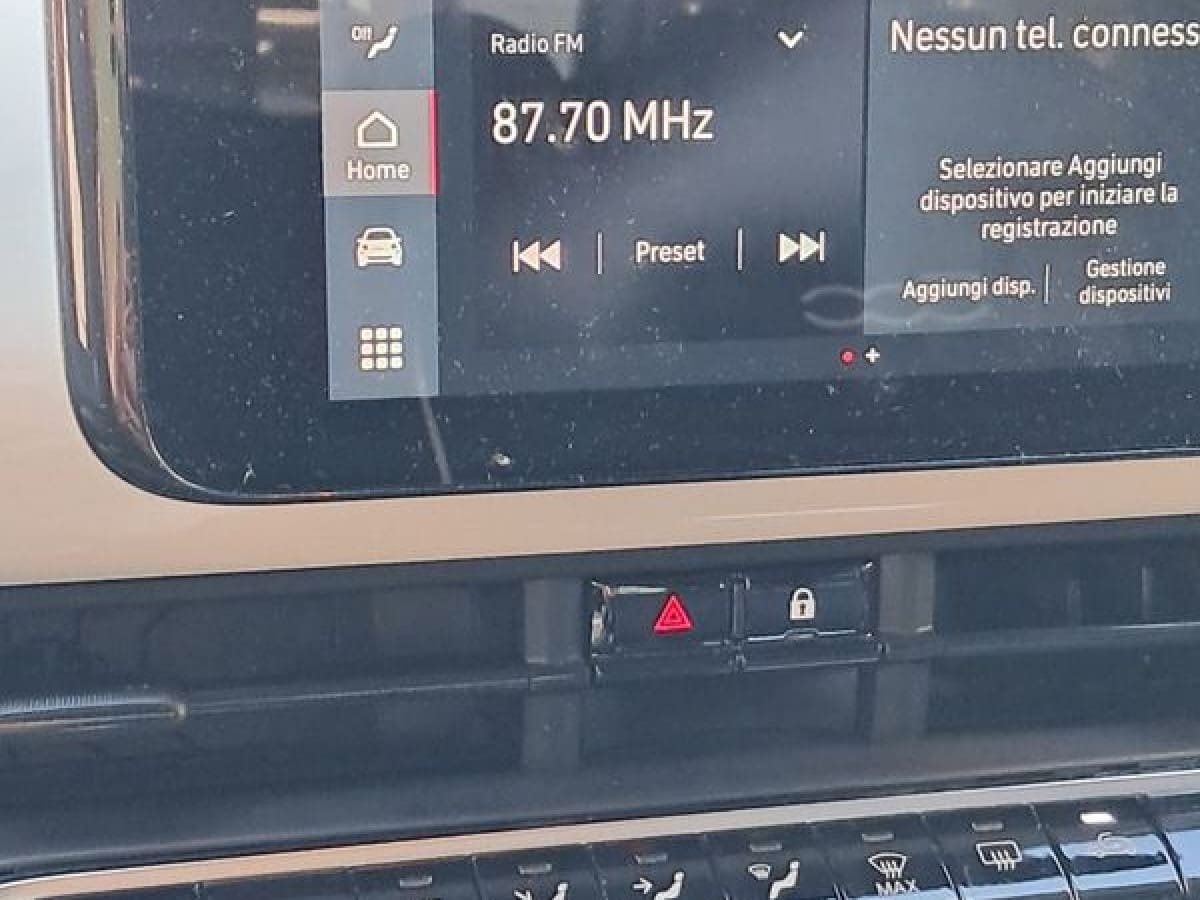 Off
Home
Radio FM
87.70 MHz
Preset
Nessun tel. conness
Selezionare Aggiungi
dispositivo per iniziare la
registrazione
Aggiungi disp.
Gestione
dispositivi
MAX